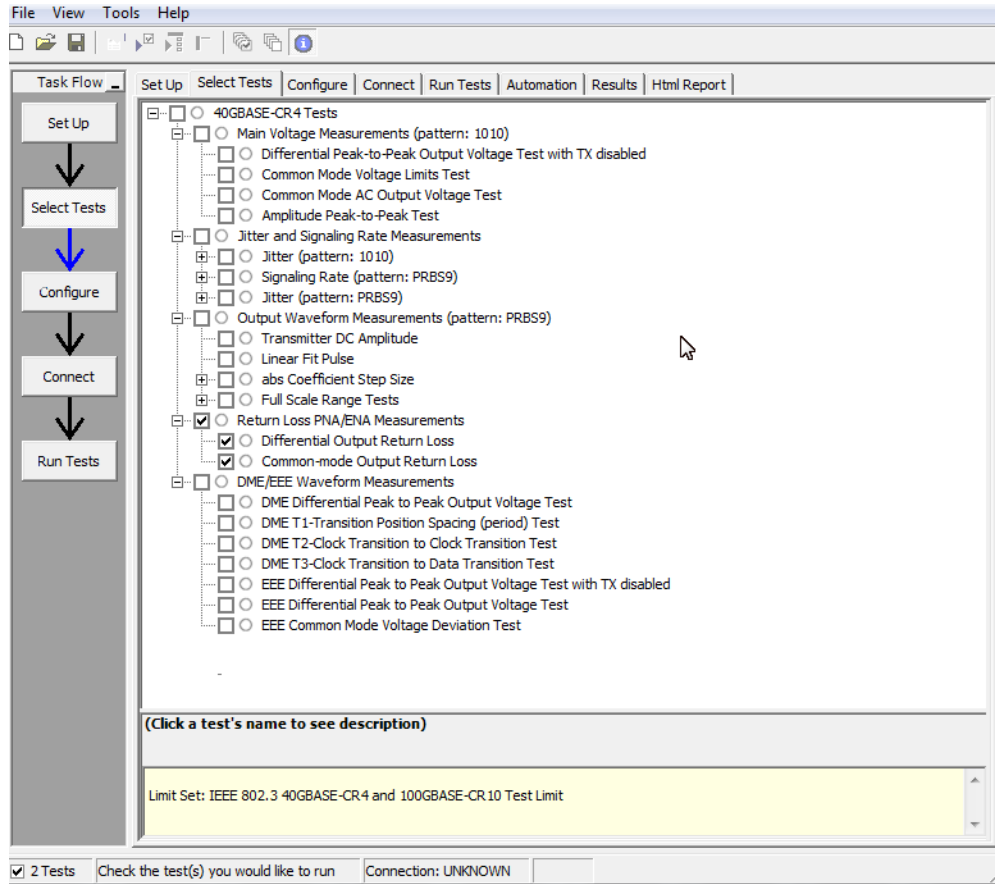 File View Tools Help
Task Flow
Set Up
Select Tests
Configure
Connect
Run Tests
Set Up Select Tests Configure Connect Run Tests Automation Results Html Report
40GBASE-CR4 Tests
Main Voltage Measurements (pattern: 1010)
Differential Peak-to-Peak Output Voltage Test with TX disabled
Common Mode Voltage Limits Test
Common Mode AC Output Voltage Test
Amplitude Peak-to-Peak Test
Jitter and Signaling Rate Measurements
Jitter (pattern: 1010)
Signaling Rate (pattern: PRBS9)
Jitter (pattern: PRBS9)
Output Waveform Measurements (pattern: PRBS9)
Transmitter DC Amplitude
Linear Fit Pulse
abs Coefficient Step Size
Full Scale Range Tests
Return Loss PNA/ENA Measurements
Differential Output Return Loss
Common-mode Output Return Loss
DME/EEE Waveform Measurements
DME Differential Peak to Peak Output Voltage Test
DME T1-Transition Position Spacing (period) Test
DME T2-Clock Transition to Clock Transition Test
DME T3-Clock Transition to Data Transition Test
EEE Differential Peak to Peak Output Voltage Test with TX disabled
EEE Differential Peak to Peak Output Voltage Test
EEE Common Mode Voltage Deviation Test
(Click a test's name to see description)
Limit Set: IEEE 802.3 40GBASE-CR4 and 100GBASE-CR10 Test Limit
2 Tests Check the test(s) you would like to run Connection: UNKNOWN